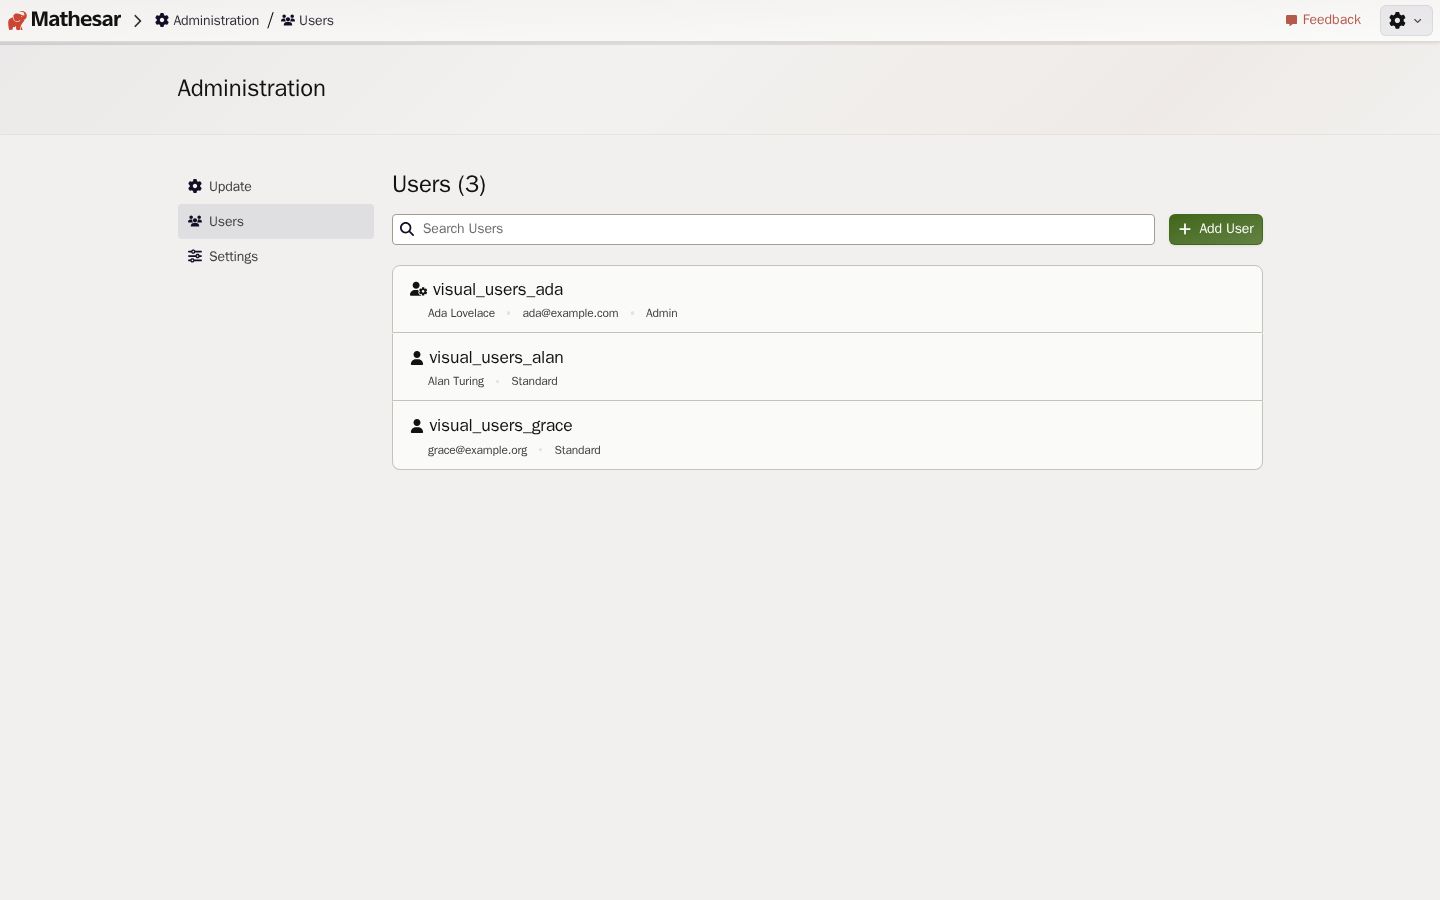 Mathesar Administration / Users Feedback
Administration
Update
Users
Settings
Users (3)
Search Users
Add User
visual_users_ada
Ada Lovelace • ada@example.com • Admin
visual_users_alan
Alan Turing • Standard
visual_users_grace
grace@example.org • Standard